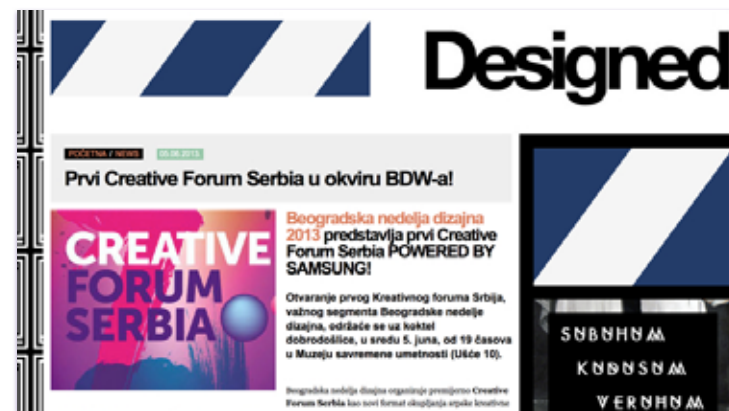 Designed
POČETNA / NEWS 05.06.2013.
Prvi Creative Forum Serbia u okviru BDW-a!
CREATIVE
FORUM
SERBIA
Beogradska nedelja dizajna
2013 predstavlja prvi Creative
Forum Serbia POWERED BY
SAMSUNG!
Otvaranje prvog Kreativnog foruma Srbija,
važnog segmenta Beogradske nedelje
dizajna, održaće se uz koktel
dobrodošlice, u sredu 5. juna, od 19 časova
u Muzeju savremene umetnosti (Ušće 10).
Beogradska nedelja dizajna organizuje premijerno Creative
Forum Serbia kao novi format okupljanja srpske kreativne